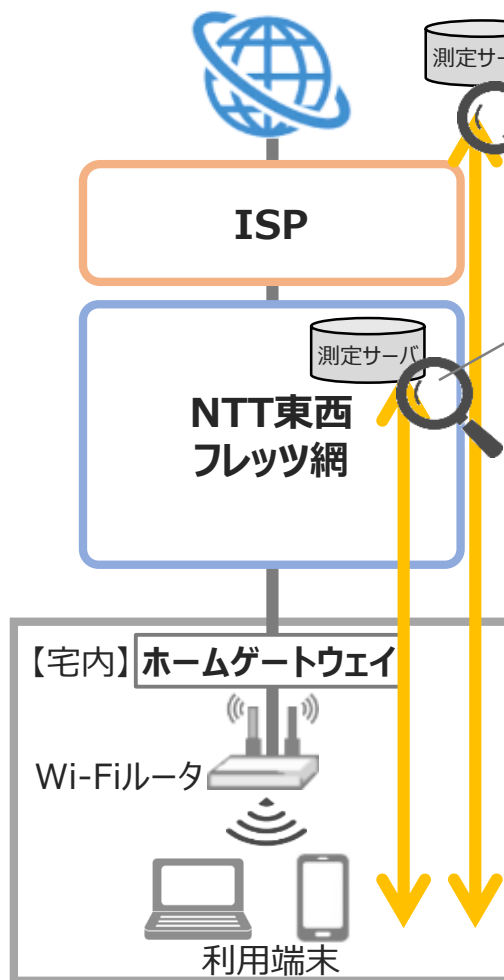 測定サー
ISP
測定サーバ
NTT東西
フレッツ網
【宅内】ホームゲートウェイ
Wi-Fiルータ
利用端末